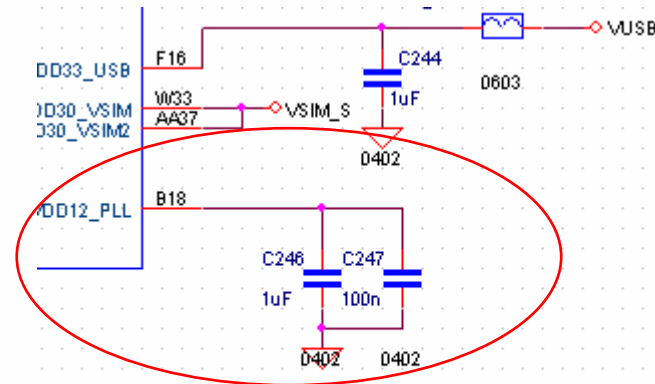 VUSB
F16
DD33_USB
C244
1uF
0603
W33
DD30_VSIM
VSIM_S
AA37
D30_VSIM2
0402
B18
VDD12_PLL
C246
C247
1uF
100n
0402
0402